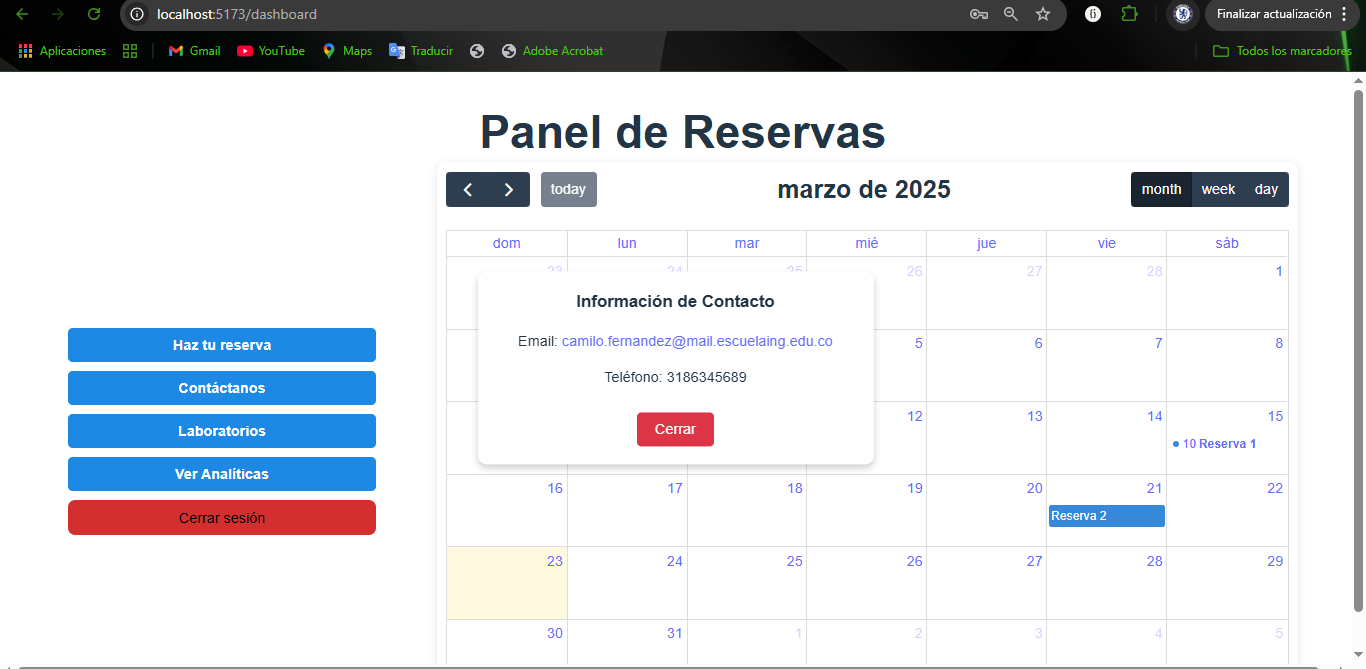 localhost:5173/dashboard
Finalizar actualización
Aplicaciones
Gmail
YouTube
Maps
Traducir
Adobe Acrobat
Todos los marcadores
Panel de Reservas
today
marzo de 2025
month week day
dom lun mar mié jue vie sáb
23 24 25 26 27 28 1
Información de Contacto
Email: camilo.fernandez@mail.escuelaing.edu.co
Teléfono: 3186345689
Cerrar
Haz tu reserva
Contáctanos
Laboratorios
Ver Analíticas
Cerrar sesión
5 6 7 8
12 13 14 15
10 Reserva 1
16 17 18 19 20 21 22
Reserva 2
23 24 25 26 27 28 29
30 31 1 2 3 4 5